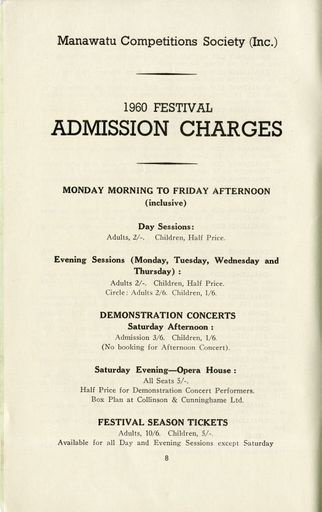 Manawatu Competitions Society (Inc.)
1960 FESTIVAL
ADMISSION CHARGES
MONDAY MORNING TO FRIDAY AFTERNOON
(inclusive)
Day Sessions:
Adults, 2/-. Children, Half Price.
Evening Sessions (Monday, Tuesday, Wednesday and
Thursday) :
Adults 2/-. Children, Half Price.
Circle: Adults 2/6. Children, 1/6.
DEMONSTRATION CONCERTS
Saturday Afternoon :
Admission 3/6. Children, 1/6.
(No booking for Afternoon Concert).
Saturday Evening—Opera House :
All Seats 5/-.
Half Price for Demonstration Concert Performers.
Box Plan at Collinson & Cunninghame Ltd.
FESTIVAL SEASON TICKETS
Adults, 10/6. Children, 5/-.
Available for all Day and Evening Sessions except Saturday
8